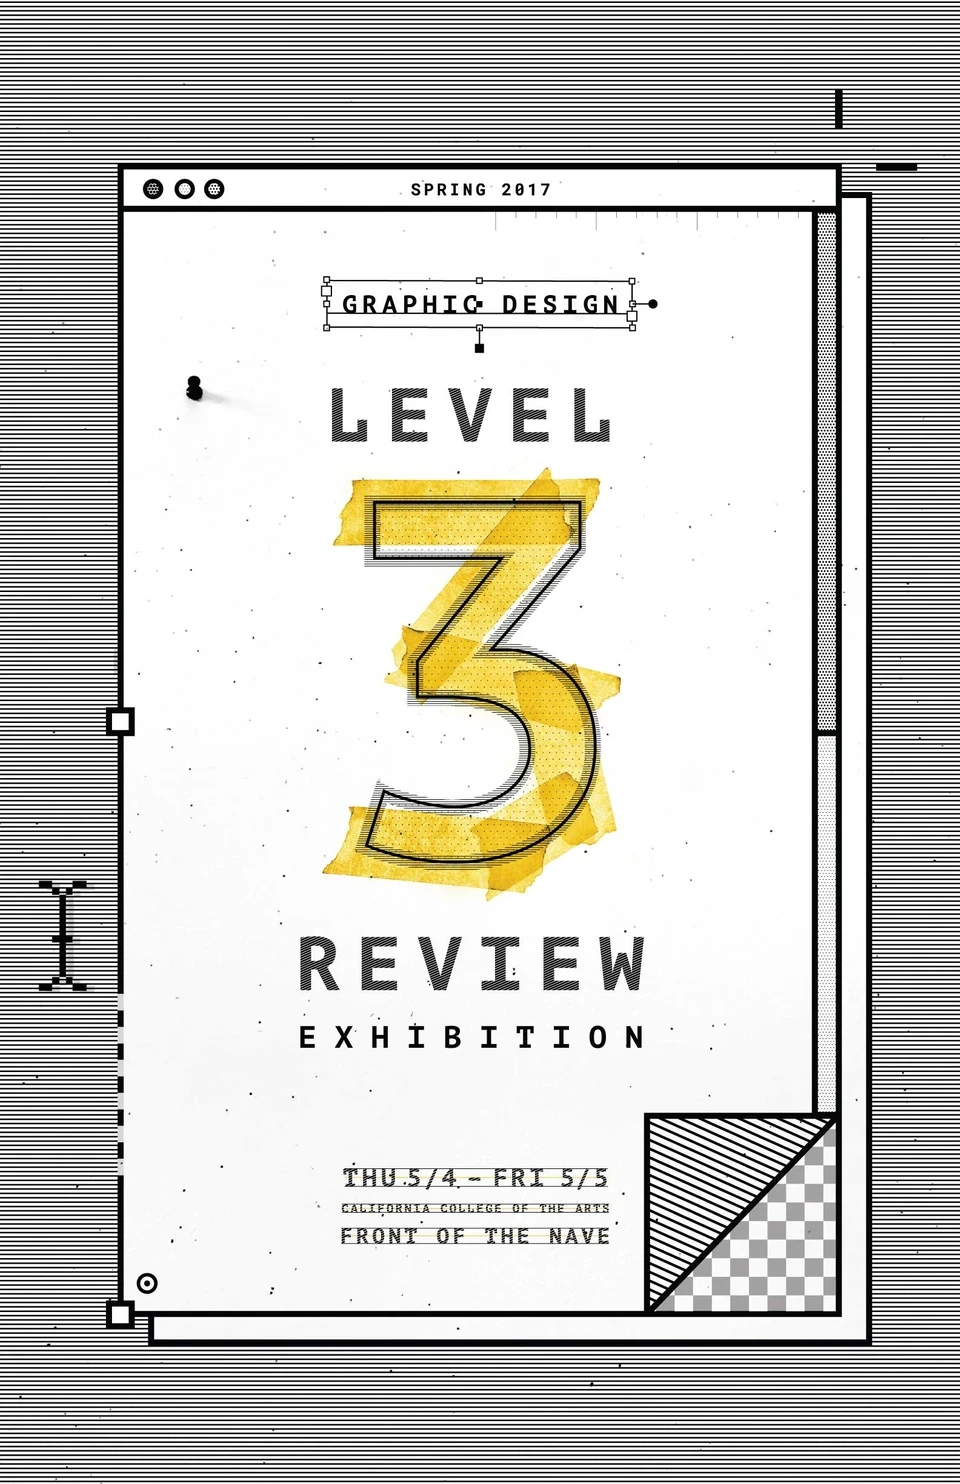 SPRING 2017
GRAPHIC DESIGN
LEVEL
3
REVIEW
EXHIBITION
THU 5/4 – FRI 5/5
CALIFORNIA COLLEGE OF THE ARTS
FRONT OF THE NAVE